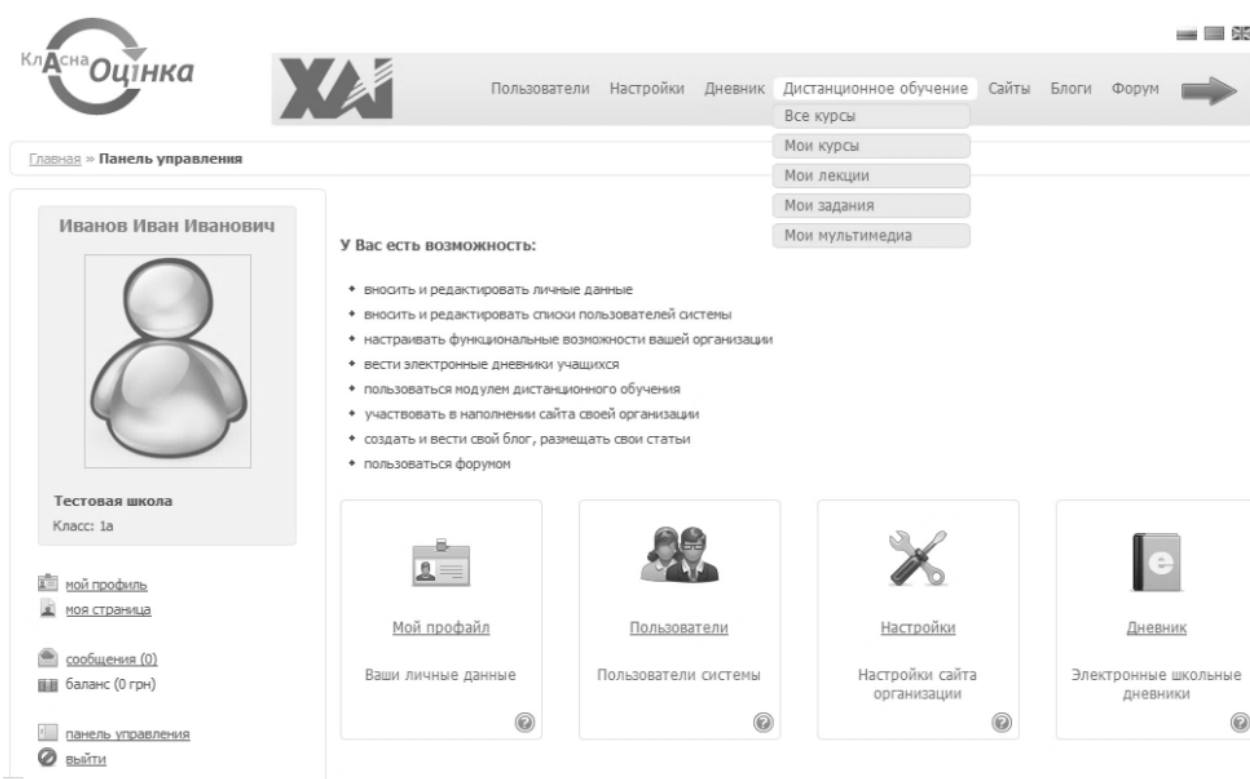 КлАсна Оцінка
ХАІ
Пользователи Настройки Дневник Дистанционное обучение Сайты Блоги Форум
Все курсы
Мои курсы
Мои лекции
Мои задания
Мои мультимедиа
Главная » Панель управления
Иванов Иван Иванович
Тестовая школа
Класс: 1а
мой профиль
моя страница
сообщения (0)
баланс (0 грн)
панель управления
выйти
У Вас есть возможность:
вносить и редактировать личные данные
вносить и редактировать списки пользователей системы
настраивать функциональные возможности вашей организации
вести электронные дневники учащихся
пользоваться модулем дистанционного обучения
участвовать в наполнении сайта своей организации
создать и вести свой блог, размещать свои статьи
пользоваться форумом
Мой профайл
Ваши личные данные
Пользователи
Пользователи системы
Настройки
Настройки сайта
организации
Дневник
Электронные школьные
дневники